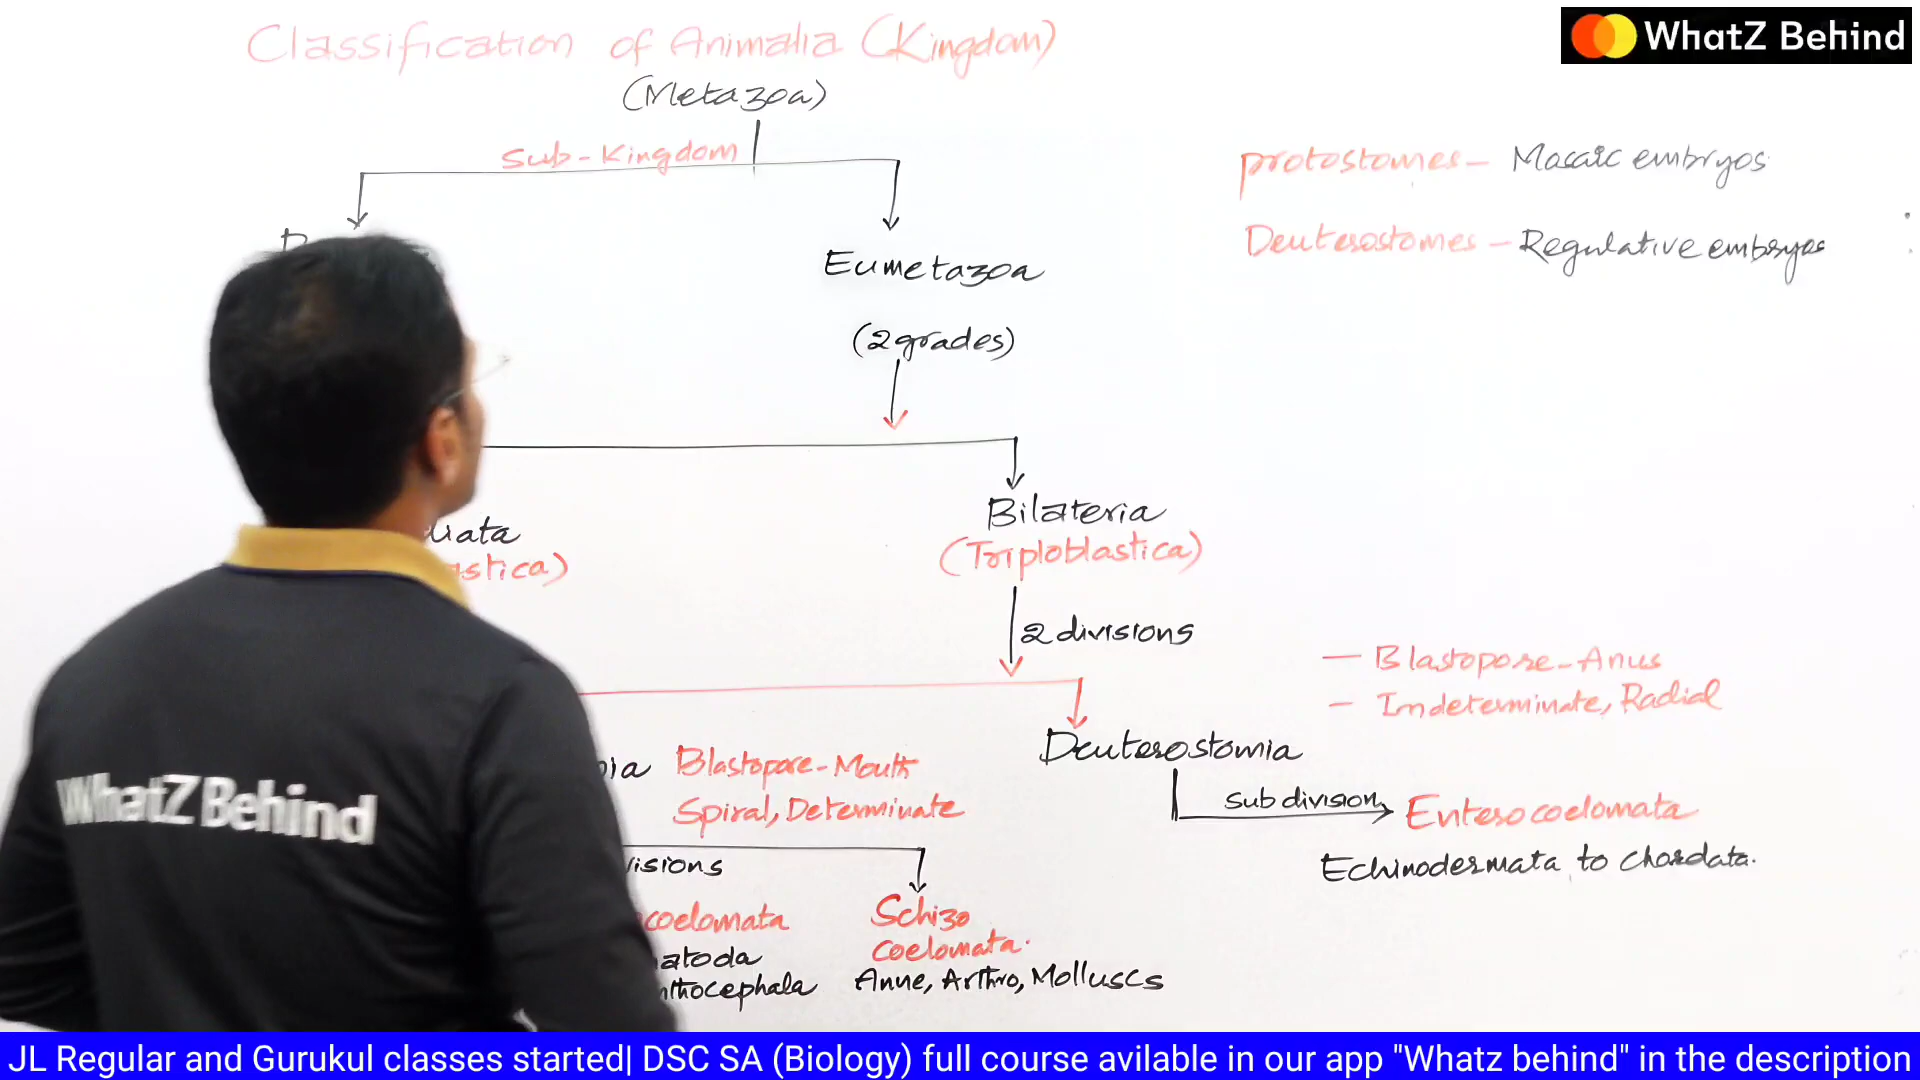 Classification of Animalia (Kingdom)
WhatZ Behind
(Metazoa)
Sub-Kingdom
protostomes - Mosaic embryos
Deuterostomes - Regulative embryos
Eumetazoa
(2 grades)
Bilateria
(Triploblastica)
2 divisions
- Blastopore - Anus
- Indeterminate, Radial
Deuterostomia
Blastopore - Mouth
Spiral, Determinate
sub division
Enterocoelomata
Echinodermata to chordata.
coelomata
Schizo
coelomata.
Anne, Arthro, Molluscs
WhatZ Behind
JL Regular and Gurukul classes started| DSC SA (Biology) full course avilable in our app "Whatz behind" in the description